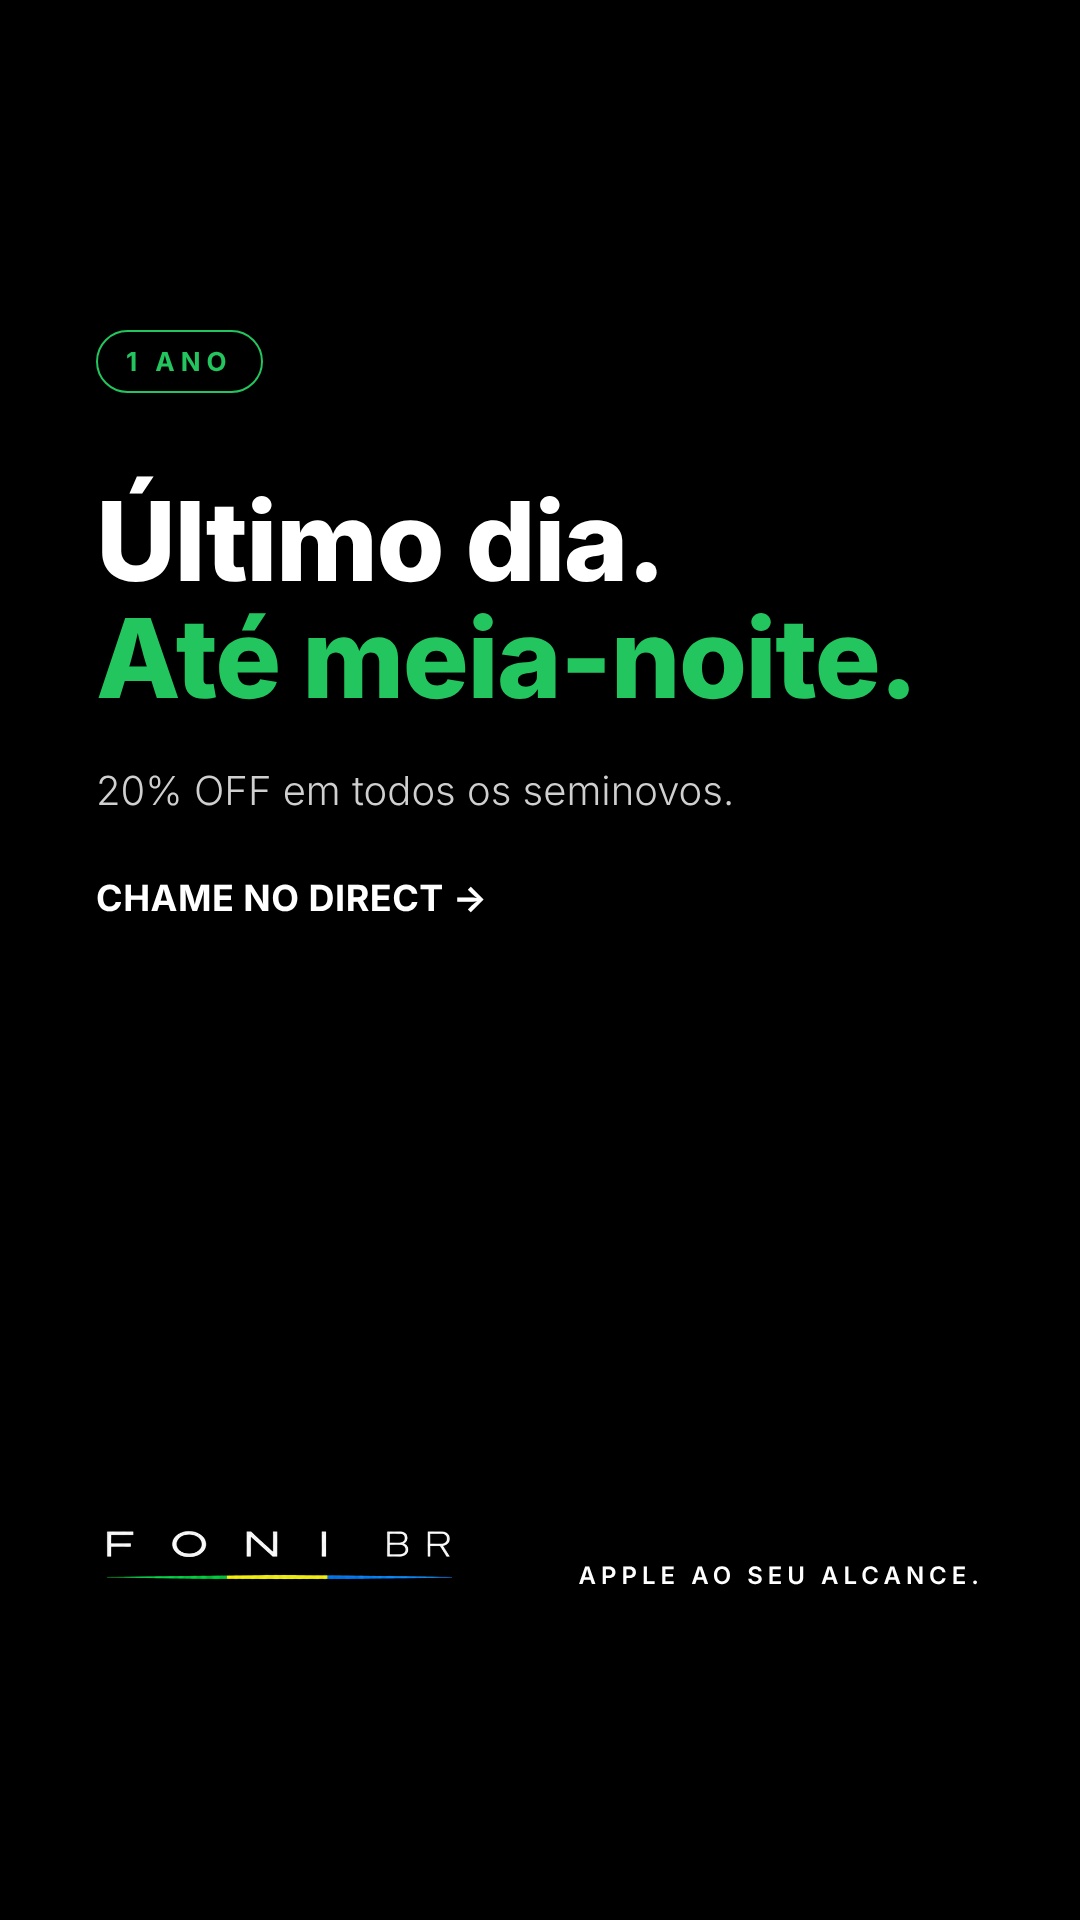 1 ANO
Último dia.
Até meia-noite.
20% OFF em todos os seminovos.
CHAME NO DIRECT →
FONI BR
APPLE AO SEU ALCANCE.